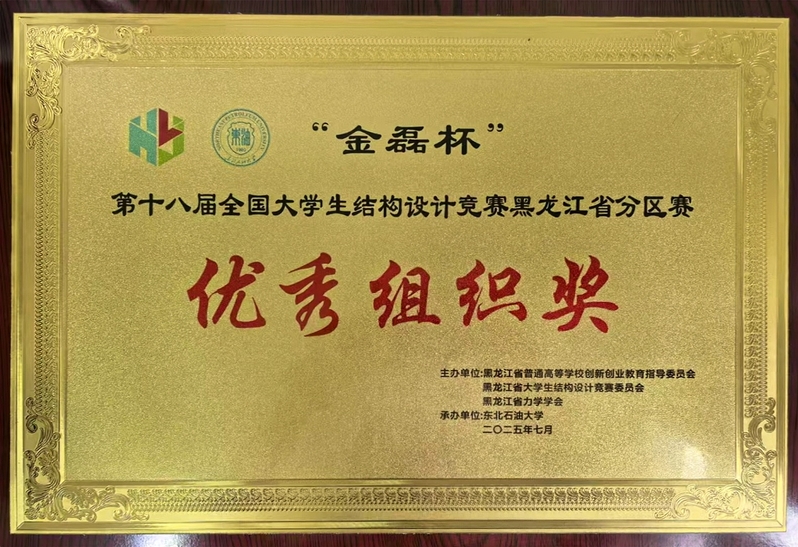 “金磊杯”
第十八届全国大学生结构设计竞赛黑龙江省分区赛
优秀组织奖
主办单位:黑龙江省普通高等学校创新创业教育指导委员会
黑龙江省大学生结构设计竞赛委员会
黑龙江省力学学会
承办单位:东北石油大学
二〇二五年七月